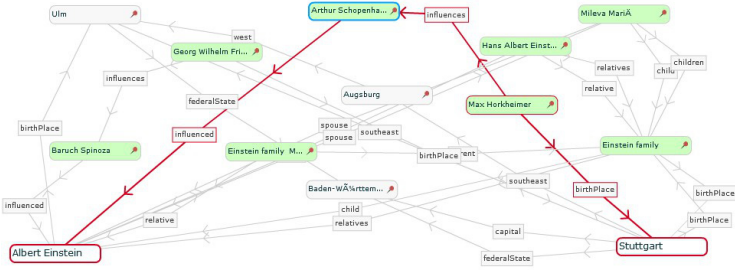 Ulm
Arthur Schopenha...
influences
Mileva MariÄ
west
Georg Wilhelm Fri...
Hans Albert Einst...
children
child
relatives
influences
Augsburg
relative
federalState
Max Horkheimer
spouse
birthPlace
influenced
southeast
spouse
Baruch Spinoza
Einstein family M...
birthPlace
rent
Einstein family
southeast
Baden-WÃ¼rttem...
birthPlace
birthPlace
influenced
child
relative
relatives
birthPlace
capital
Albert Einstein
Stuttgart
federalState